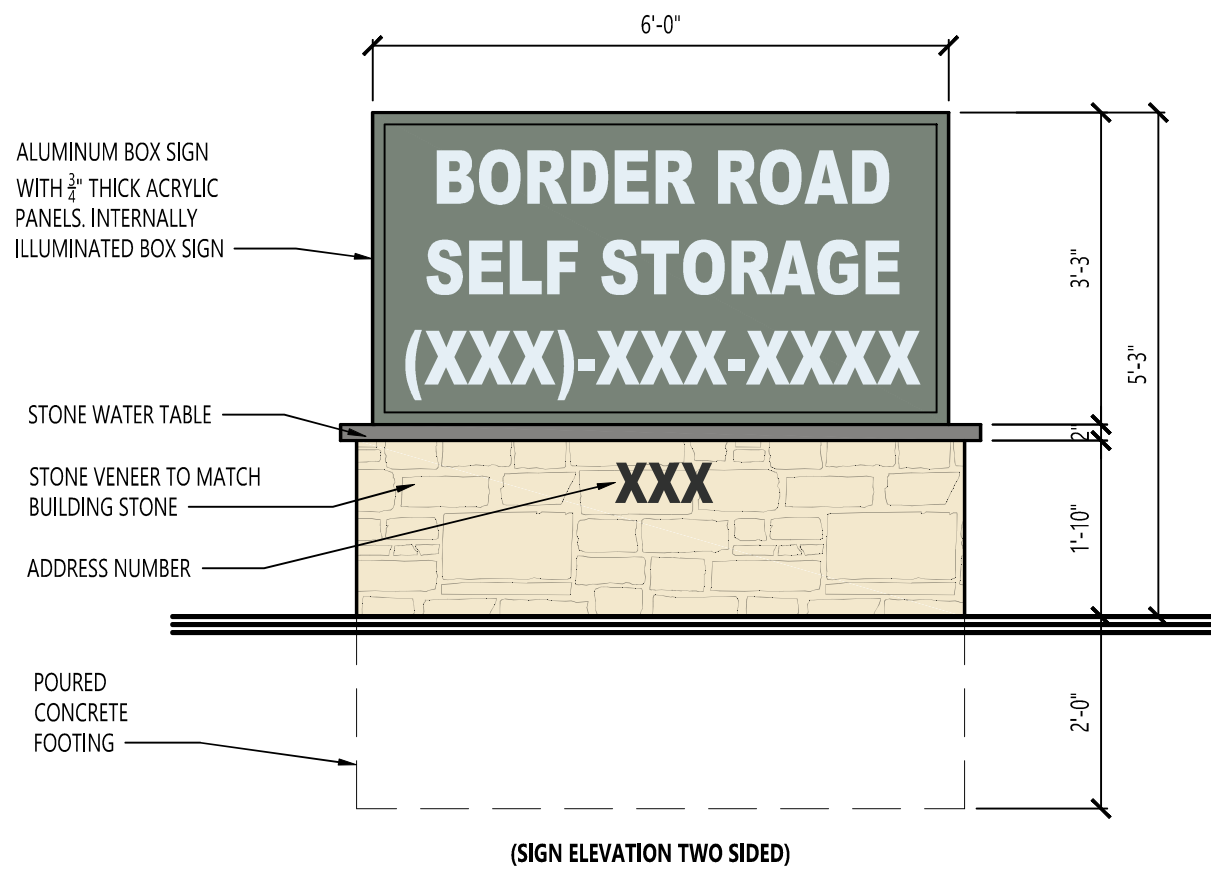 6'-0"
ALUMINUM BOX SIGN
WITH 3/4" THICK ACRYLIC
PANELS. INTERNALLY
ILLUMINATED BOX SIGN
BORDER ROAD
SELF STORAGE
(XXX)-XXX-XXXX
3'-3"
5'-3"
STONE WATER TABLE
2"
STONE VENEER TO MATCH
BUILDING STONE
XXX
1'-10"
ADDRESS NUMBER
POURED
CONCRETE
FOOTING
2'-0"
(SIGN ELEVATION TWO SIDED)